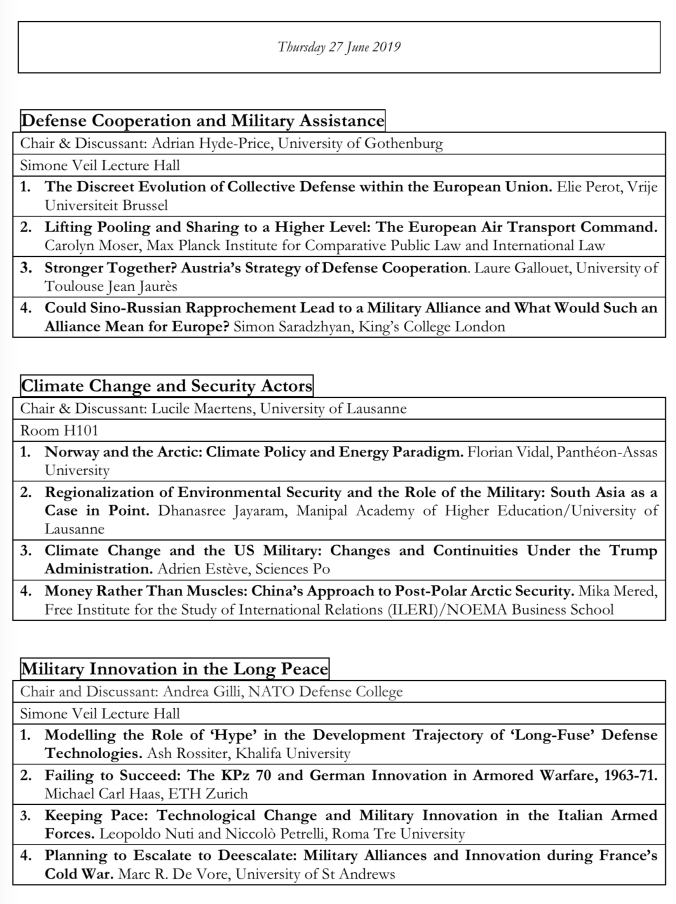 Thursday 27 June 2019
Defense Cooperation and Military Assistance
Chair & Discussant: Adrian Hyde-Price, University of Gothenburg
Simone Veil Lecture Hall
1. The Discreet Evolution of Collective Defense within the European Union. Elie Perot, Vrije
Universiteit Brussel
2. Lifting Pooling and Sharing to a Higher Level: The European Air Transport Command.
Carolyn Moser, Max Planck Institute for Comparative Public Law and International Law
3. Stronger Together? Austria's Strategy of Defense Cooperation. Laure Gallouet, University of
Toulouse Jean Jaurès
4. Could Sino-Russian Rapprochement Lead to a Military Alliance and What Would Such an
Alliance Mean for Europe? Simon Saradzhyan, King's College London
Climate Change and Security Actors
Chair & Discussant: Lucile Maertens, University of Lausanne
Room H101
1. Norway and the Arctic: Climate Policy and Energy Paradigm. Florian Vidal, Panthéon-Assas
University
2. Regionalization of Environmental Security and the Role of the Military: South Asia as a
Case in Point. Dhanasree Jayaram, Manipal Academy of Higher Education/University of
Lausanne
3. Climate Change and the US Military: Changes and Continuities Under the Trump
Administration. Adrien Estève, Sciences Po
4. Money Rather Than Muscles: China's Approach to Post-Polar Arctic Security. Mika Mered,
Free Institute for the Study of International Relations (ILERI)/NOEMA Business School
Military Innovation in the Long Peace
Chair and Discussant: Andrea Gilli, NATO Defense College
Simone Veil Lecture Hall
1. Modelling the Role of 'Hype' in the Development Trajectory of 'Long-Fuse' Defense
Technologies. Ash Rossiter, Khalifa University
2. Failing to Succeed: The KPz 70 and German Innovation in Armored Warfare, 1963-71.
Michael Carl Haas, ETH Zurich
3. Keeping Pace: Technological Change and Military Innovation in the Italian Armed
Forces. Leopoldo Nuti and Niccolò Petrelli, Roma Tre University
4. Planning to Escalate to Deescalate: Military Alliances and Innovation during France's
Cold War. Marc R. De Vore, University of St Andrews